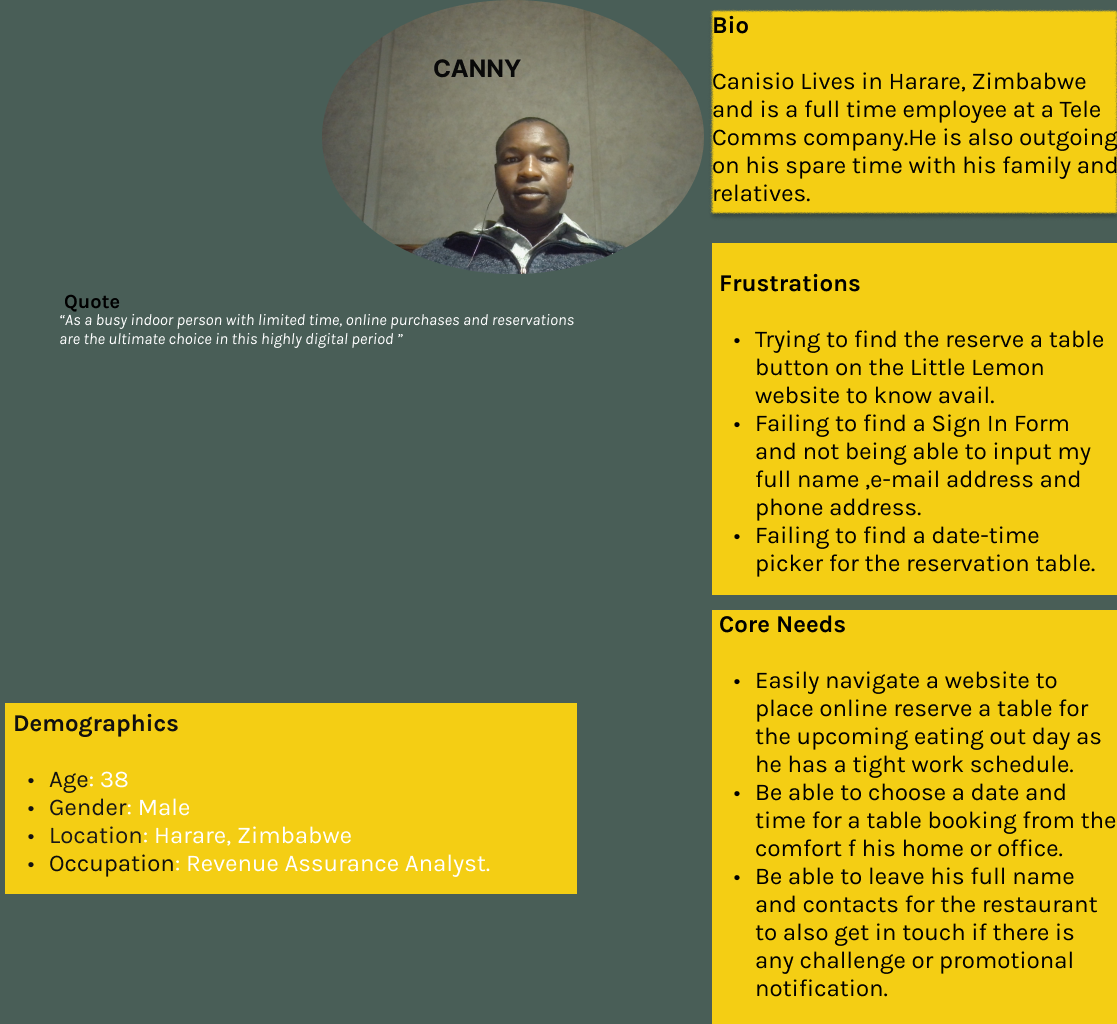 CANNY
Quote
“As a busy indoor person with limited time, online purchases and reservations
are the ultimate choice in this highly digital period ”
Demographics
• Age: 38
• Gender: Male
• Location: Harare, Zimbabwe
• Occupation: Revenue Assurance Analyst.
Bio
Canisio Lives in Harare, Zimbabwe
and is a full time employee at a Tele
Comms company.He is also outgoing
on his spare time with his family and
relatives.
Frustrations
• Trying to find the reserve a table
button on the Little Lemon
website to know avail.
• Failing to find a Sign In Form
and not being able to input my
full name ,e-mail address and
phone address.
• Failing to find a date-time
picker for the reservation table.
Core Needs
• Easily navigate a website to
place online reserve a table for
the upcoming eating out day as
he has a tight work schedule.
• Be able to choose a date and
time for a table booking from the
comfort f his home or office.
• Be able to leave his full name
and contacts for the restaurant
to also get in touch if there is
any challenge or promotional
notification.